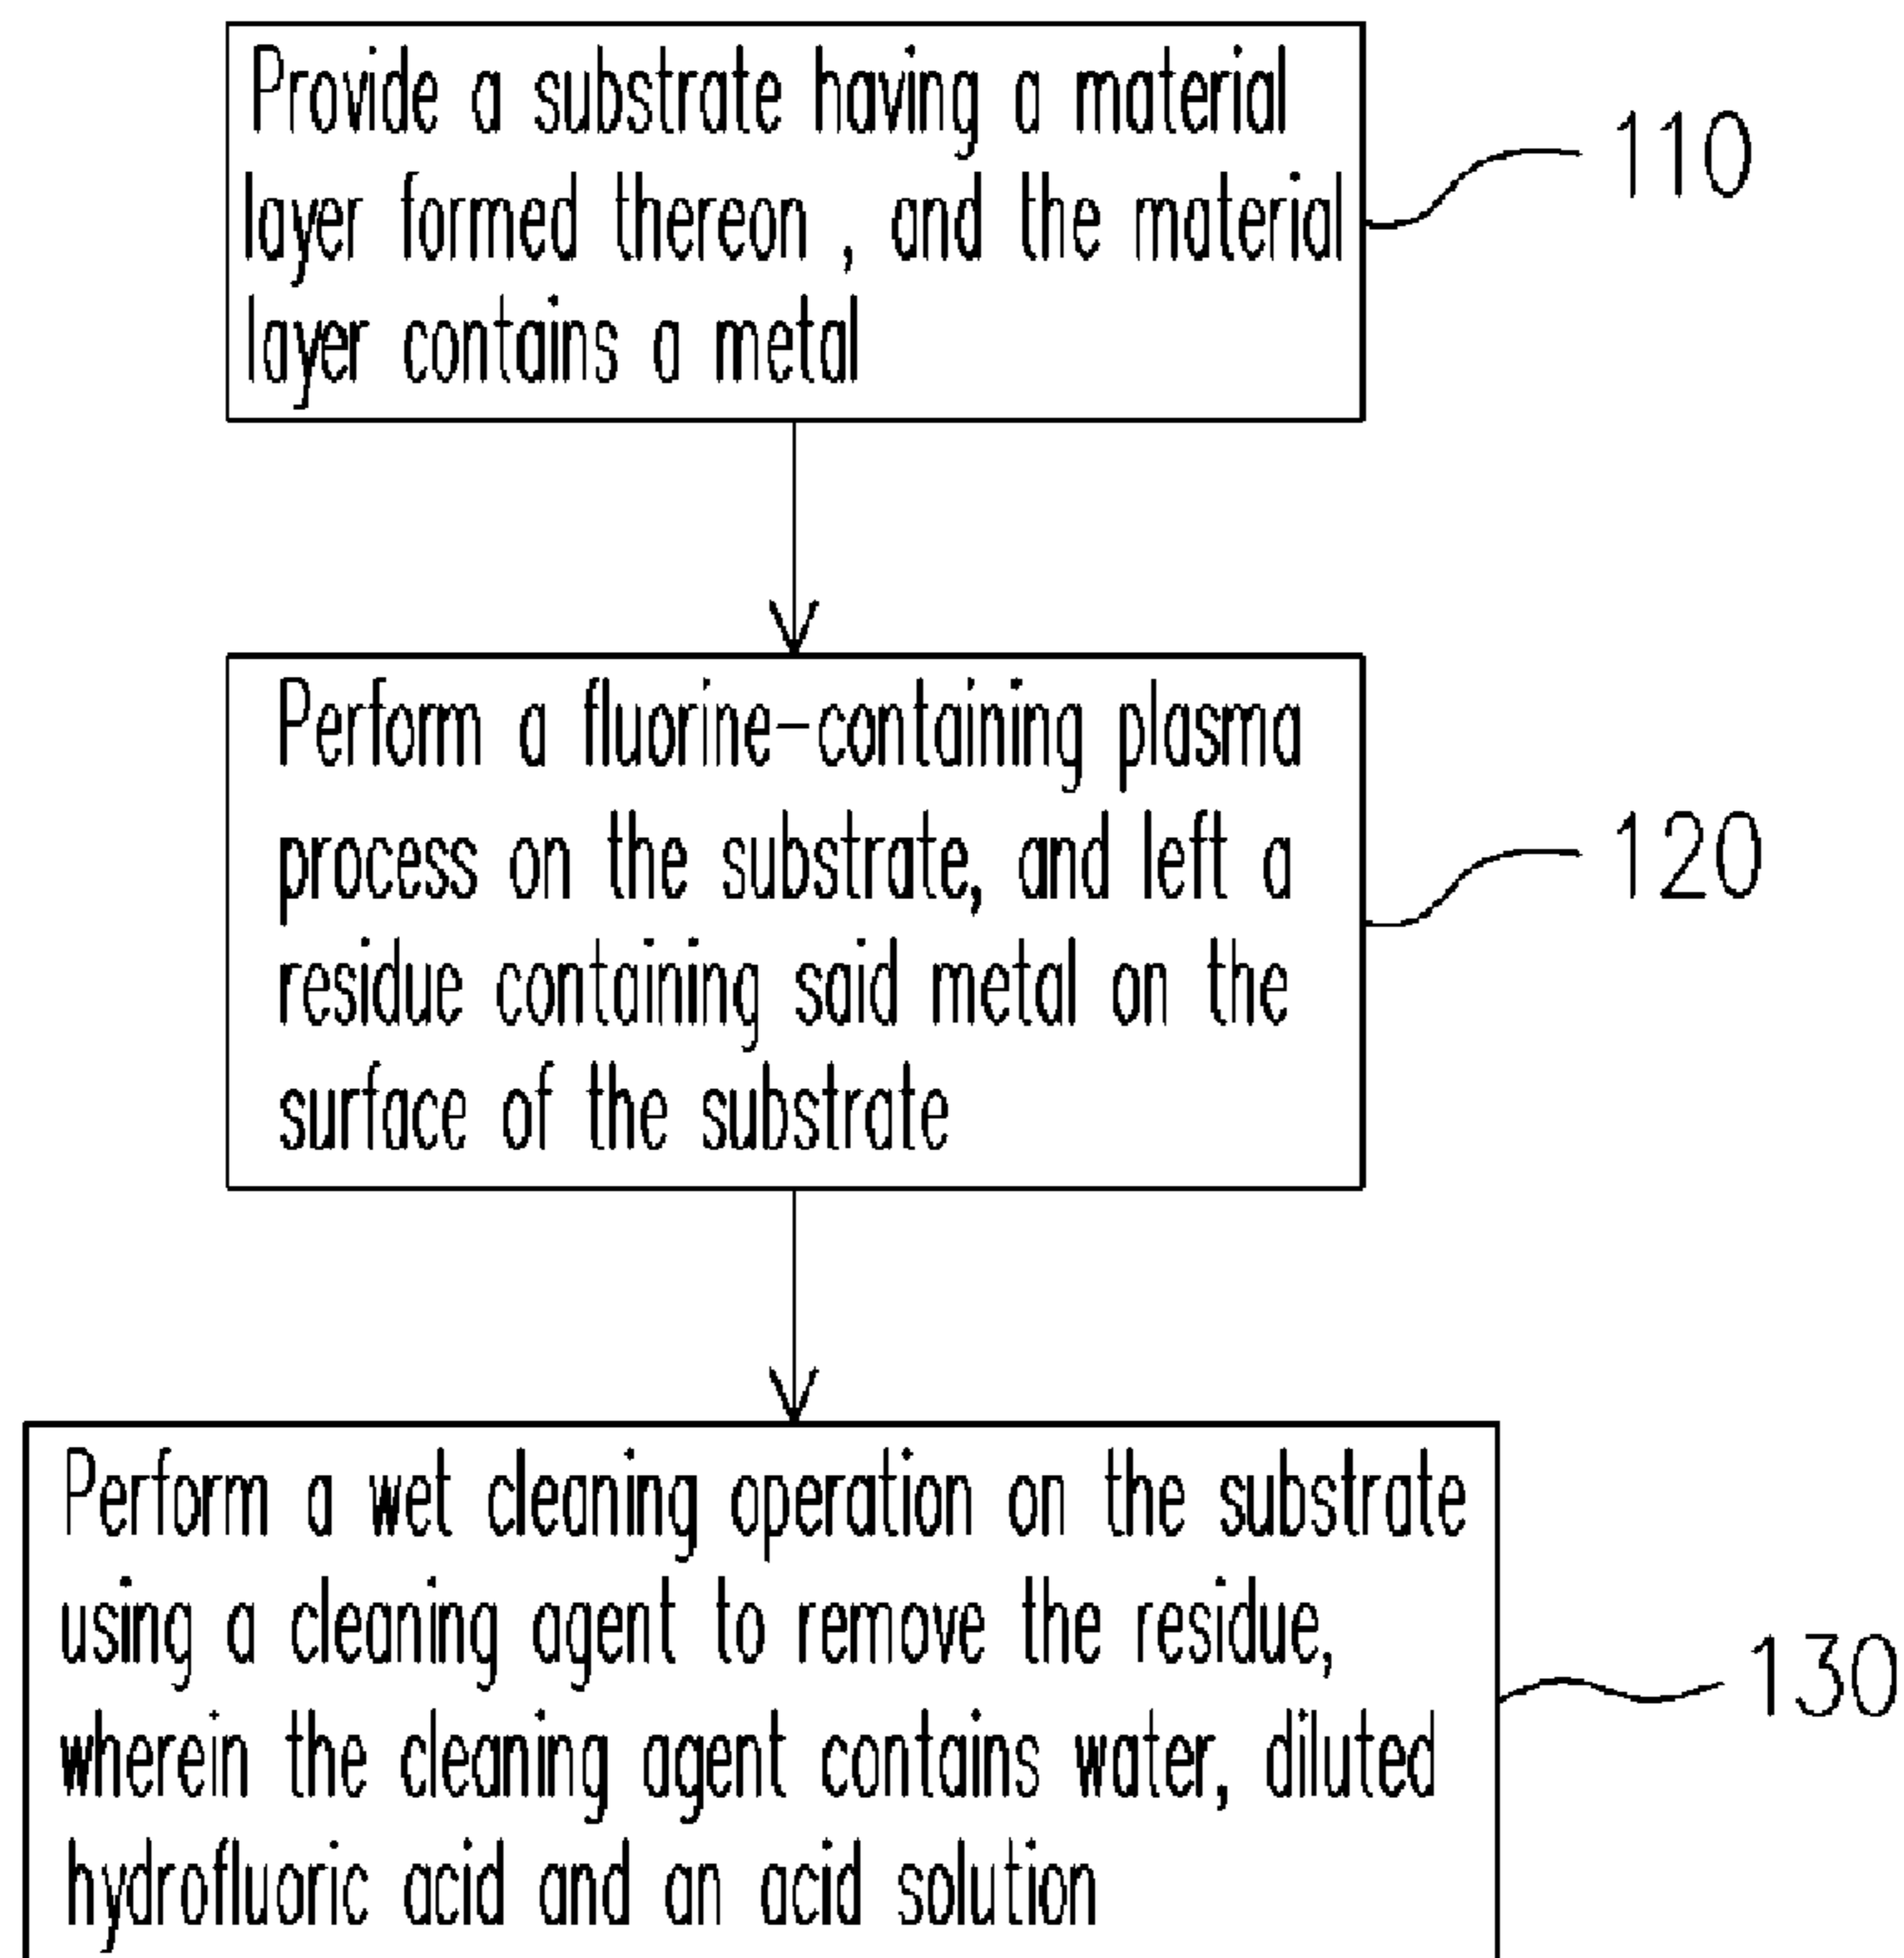 Provide a substrate having a material
layer formed thereon , and the material
layer contains a metal
110
Perform a fluorine-containing plasma
process on the substrate, and left a
residue containing said metal on the
surface of the substrate
120
Perform a wet cleaning operation on the substrate
using a cleaning agent to remove the residue,
wherein the cleaning agent contains water, diluted
hydrofluoric acid and an acid solution
130